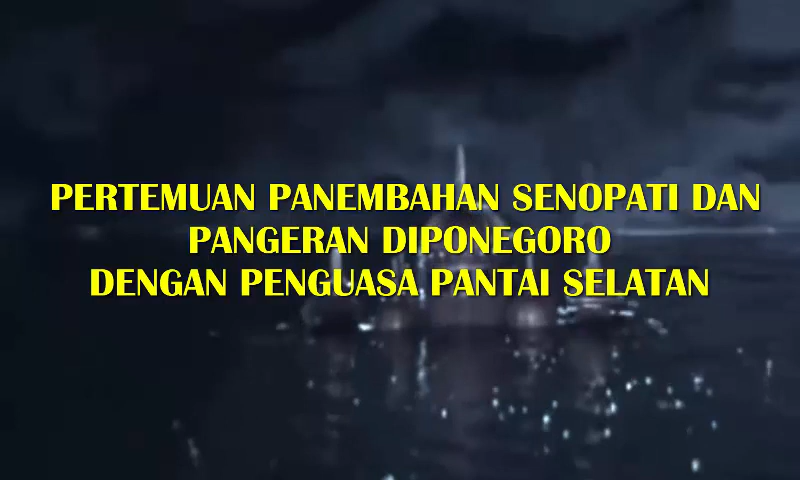 PERTEMUAN PANEMBAHAN SENOPATI DAN
PANGERAN DIPONEGORO
DENGAN PENGUASA PANTAI SELATAN